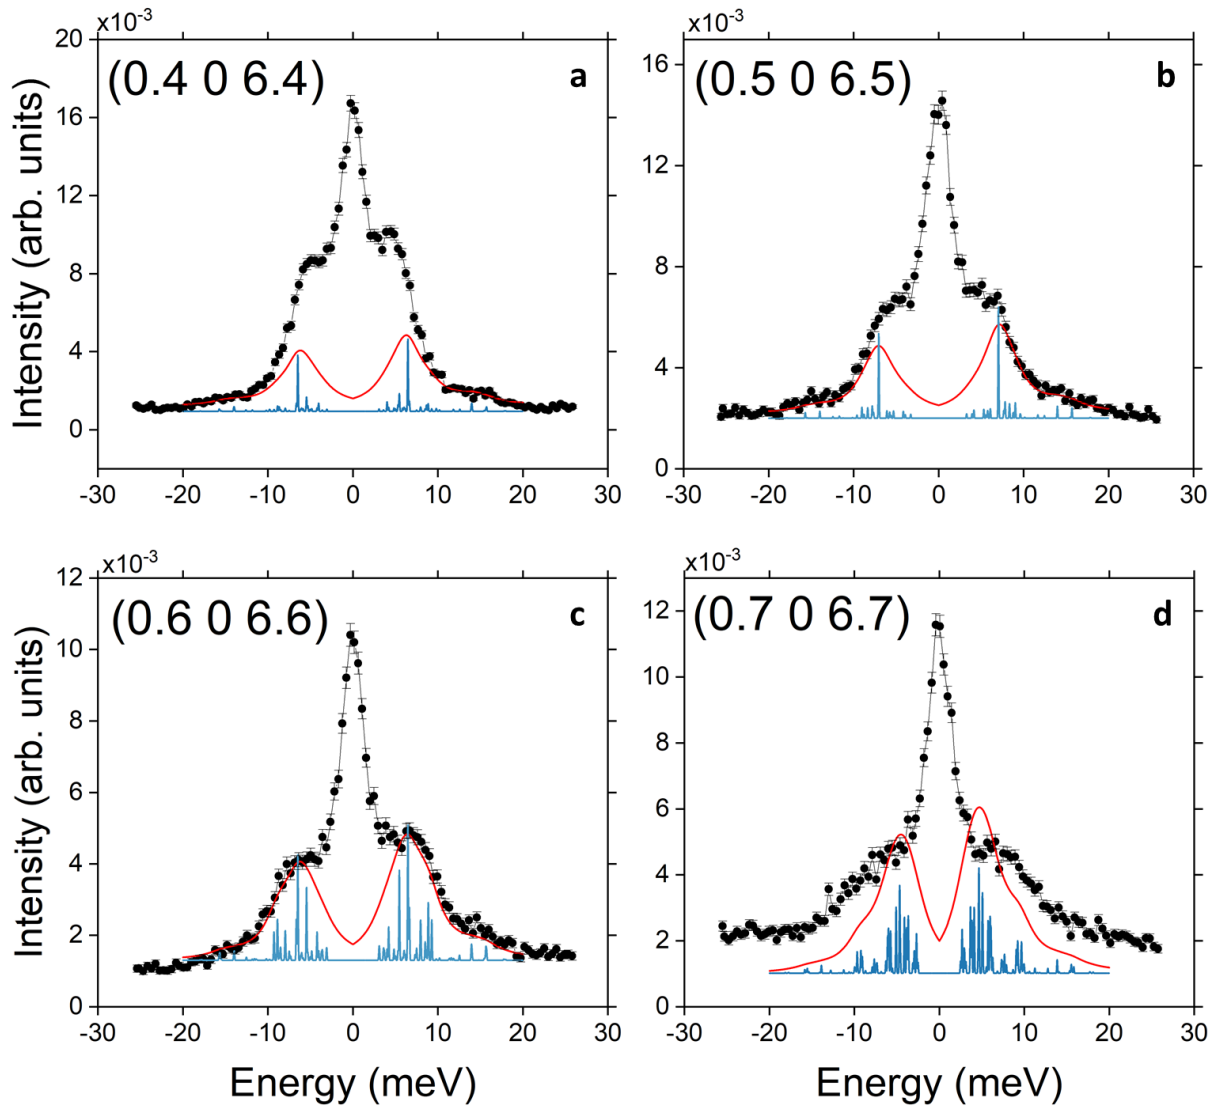 x10-3
20
16
12
8
4
0
-30 -20 -10 0 10 20 30
(0.4 0 6.4) a
Intensity (arb. units)
x10-3
16
12
8
4
0
-30 -20 -10 0 10 20 30
(0.5 0 6.5) b
x10-3
12
10
8
6
4
2
0
-30 -20 -10 0 10 20 30
(0.6 0 6.6) c
Intensity (arb. units)
Energy (meV)
x10-3
12
10
8
6
4
2
0
-30 -20 -10 0 10 20 30
(0.7 0 6.7) d
Energy (meV)